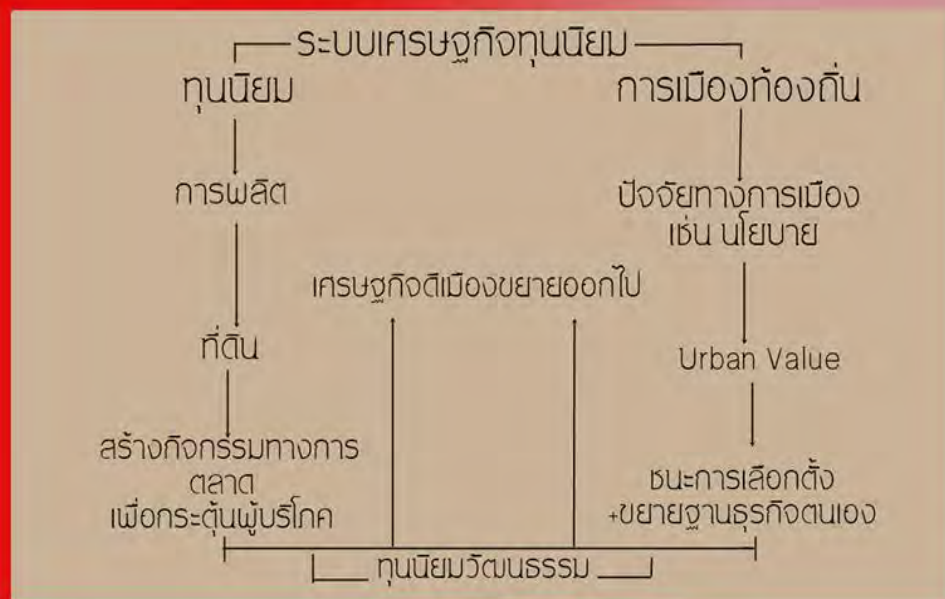 ระบบเศรษฐกิจทุนนิยม
ทุนนิยม
การผลิต
ที่ดิน
สร้างกิจกรรมทางการ
ตลาด
เพื่อกระตุ้นผู้บริโภค
เศรษฐกิจดีเมืองขยายออกไป
การเมืองท้องถิ่น
ปัจจัยทางการเมือง
เช่น นโยบาย
Urban Value
ชนะการเลือกตั้ง
+ขยายฐานธุรกิจตนเอง
ทุนนิยมวัฒนธรรม